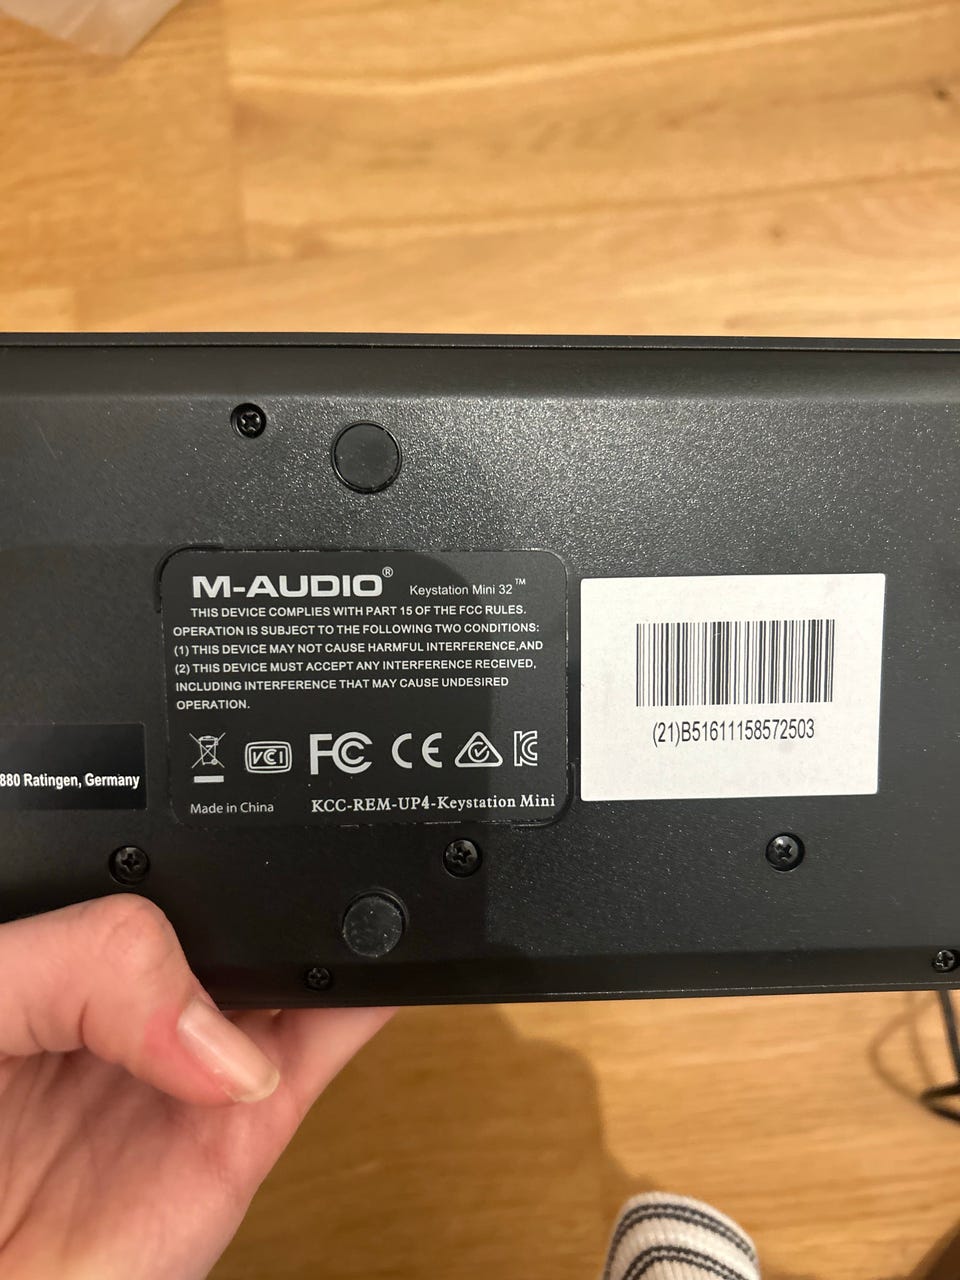 M-AUDIO® Keystation Mini 32™
THIS DEVICE COMPLIES WITH PART 15 OF THE FCC RULES.
OPERATION IS SUBJECT TO THE FOLLOWING TWO CONDITIONS:
(1) THIS DEVICE MAY NOT CAUSE HARMFUL INTERFERENCE,AND
(2) THIS DEVICE MUST ACCEPT ANY INTERFERENCE RECEIVED,
INCLUDING INTERFERENCE THAT MAY CAUSE UNDESIRED
OPERATION.
VCI FC CE
Made in China KCC-REM-UP4-Keystation Mini
880 Ratingen, Germany
(21)B51611158572503